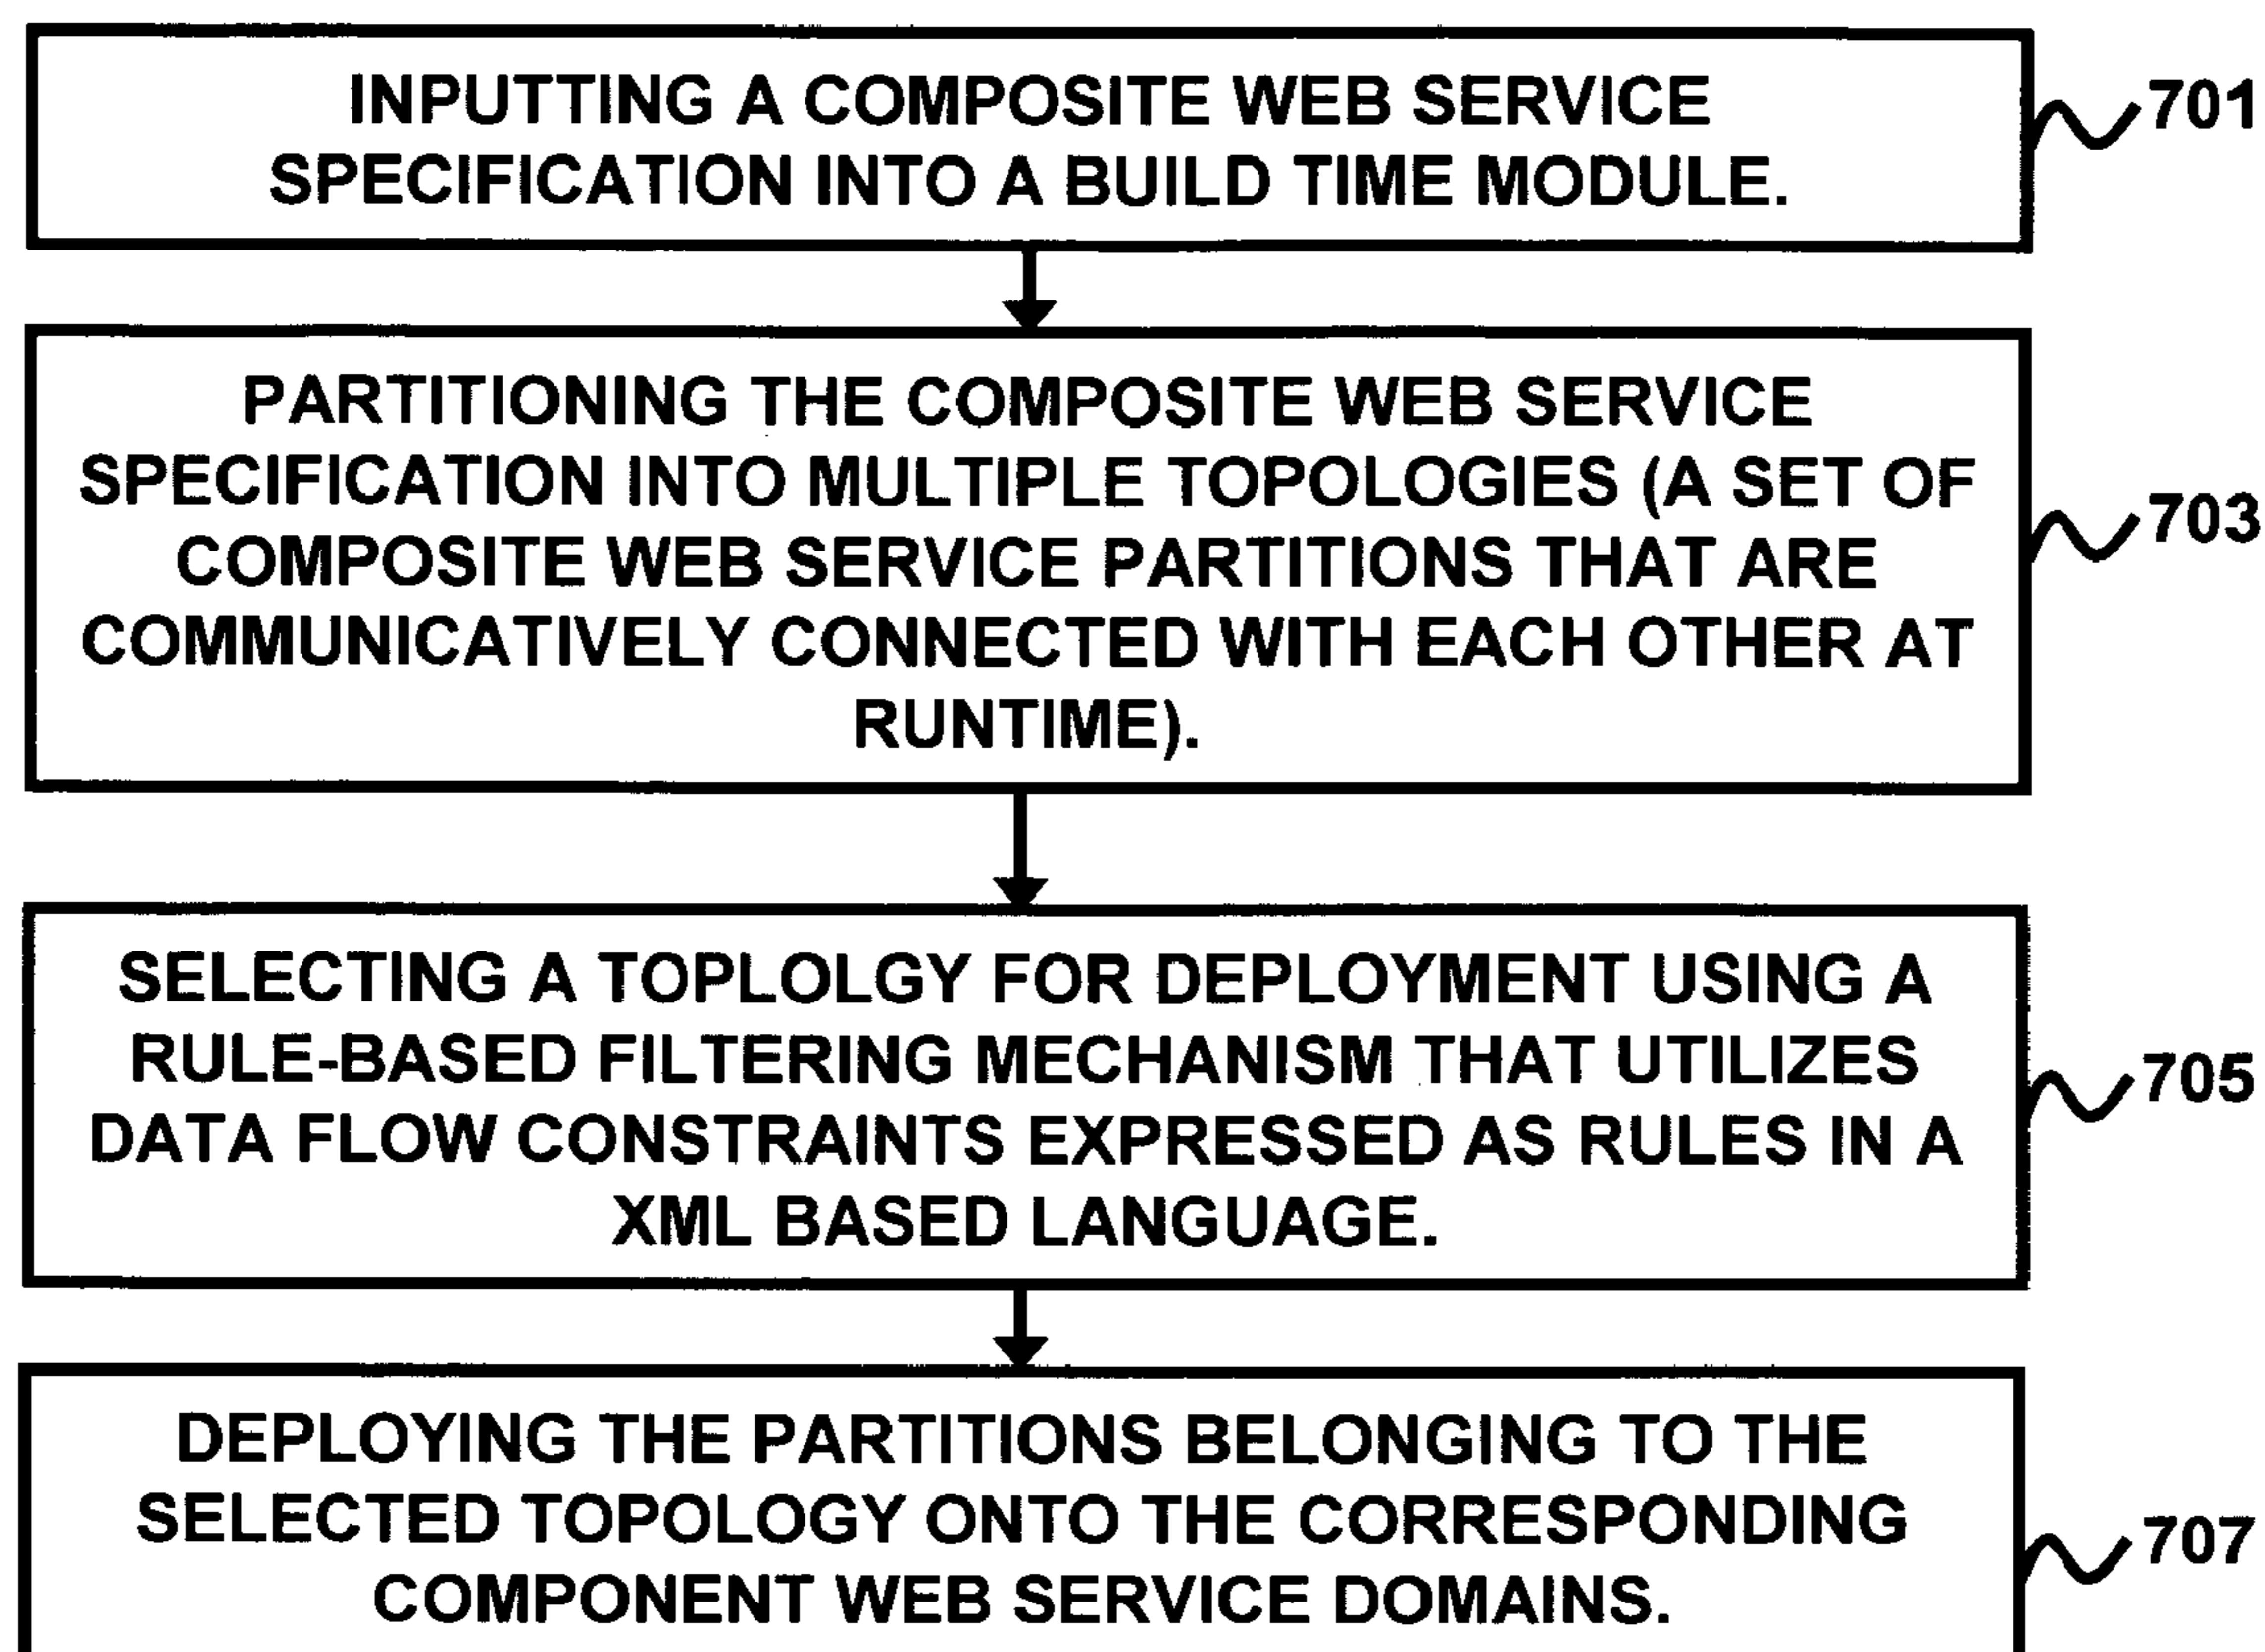 INPUTTING A COMPOSITE WEB SERVICE
SPECIFICATION INTO A BUILD TIME MODULE.
701
PARTITIONING THE COMPOSITE WEB SERVICE
SPECIFICATION INTO MULTIPLE TOPOLOGIES (A SET OF
COMPOSITE WEB SERVICE PARTITIONS THAT ARE
COMMUNICATIVELY CONNECTED WITH EACH OTHER AT
RUNTIME).
703
SELECTING A TOPLOLGY FOR DEPLOYMENT USING A
RULE-BASED FILTERING MECHANISM THAT UTILIZES
DATA FLOW CONSTRAINTS EXPRESSED AS RULES IN A
XML BASED LANGUAGE.
705
DEPLOYING THE PARTITIONS BELONGING TO THE
SELECTED TOPOLOGY ONTO THE CORRESPONDING
COMPONENT WEB SERVICE DOMAINS.
707